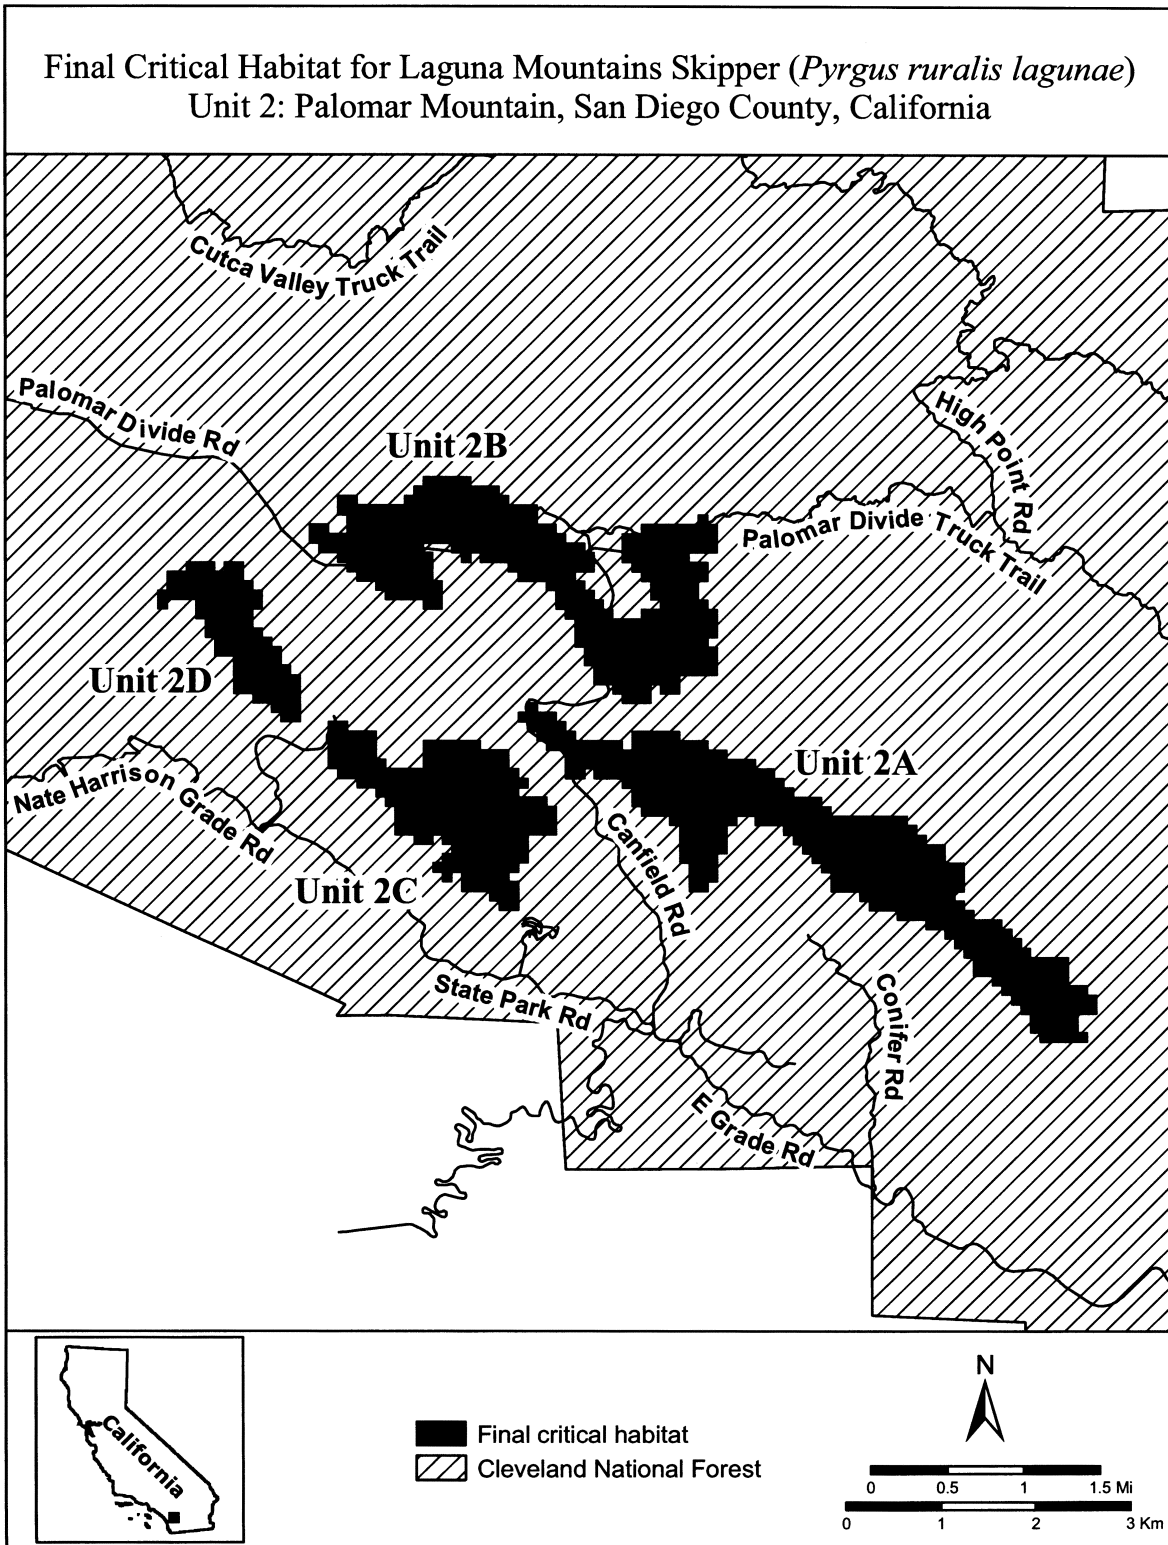 Final Critical Habitat for Laguna Mountains Skipper (Pyrgus ruralis lagunae)
Unit 2: Palomar Mountain, San Diego County, California
Cutca Valley Truck Trail
Palomar Divide Rd
High Point Rd
Unit 2B
Palomar Divide Truck Trail
Unit 2D
Unit 2A
Nate Harrison Grade Rd
Canfield Rd
Unit 2C
State Park Rd
Conifer Rd
E Grade Rd
California
Final critical habitat
Cleveland National Forest
N
0 0.5 1 1.5 Mi
0 1 2 3 Km